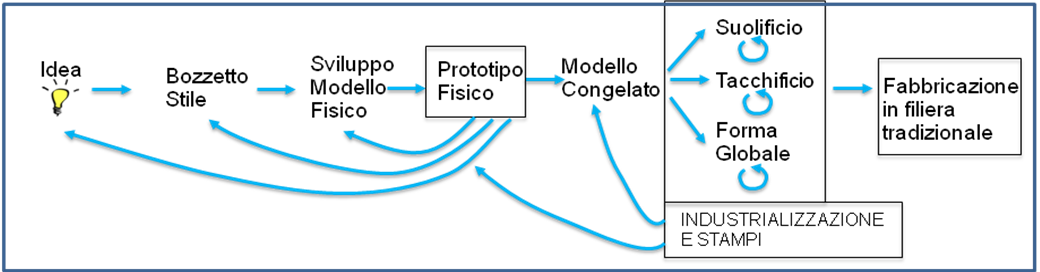 Idea
Bozzetto
Stile
Sviluppo
Modello
Fisico
Prototipo
Fisico
Modello
Congelato
Suolificio
Tacchificio
Forma
Globale
Fabbricazione
in filiera
tradizionale
INDUSTRIALIZZAZIONE
E STAMPI